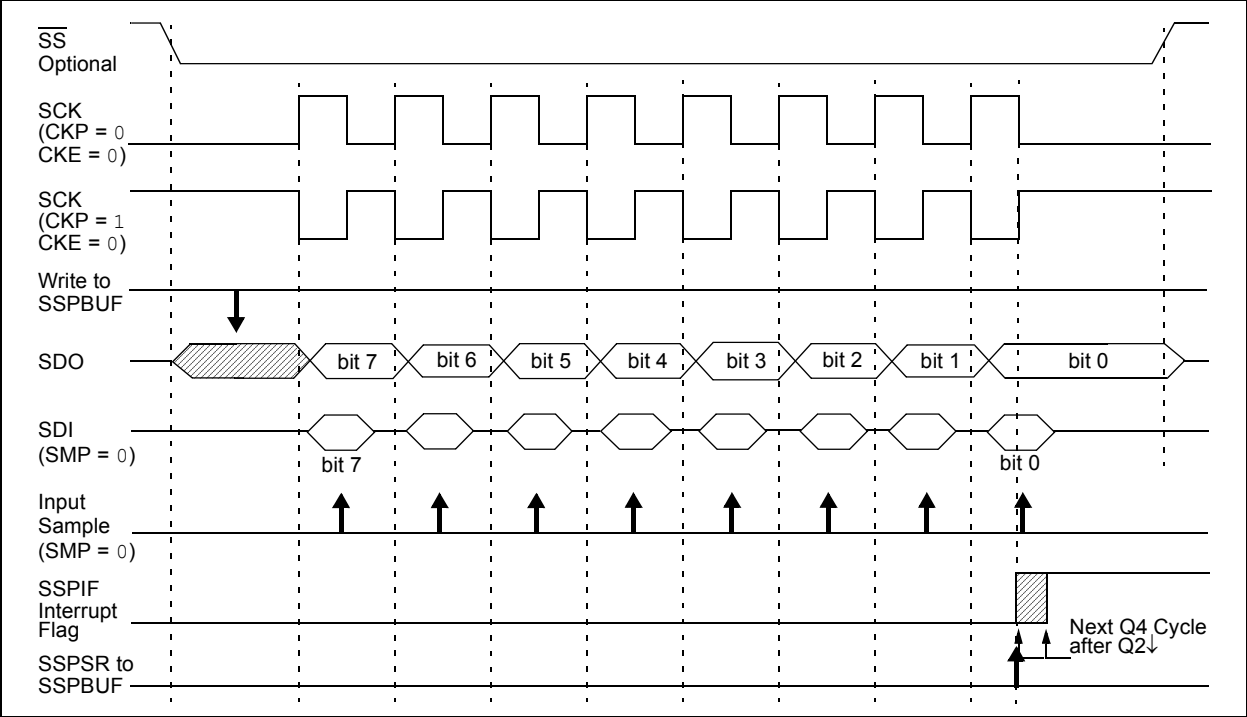 SS
Optional
SCK
(CKP = 0
CKE = 0)
SCK
(CKP = 1
CKE = 0)
Write to
SSPBUF
SDO
bit 7 bit 6 bit 5 bit 4 bit 3 bit 2 bit 1 bit 0
SDI
(SMP = 0)
bit 7 bit 0
Input
Sample
(SMP = 0)
SSPIF
Interrupt
Flag
Next Q4 Cycle
after Q2↓
SSPSR to
SSPBUF